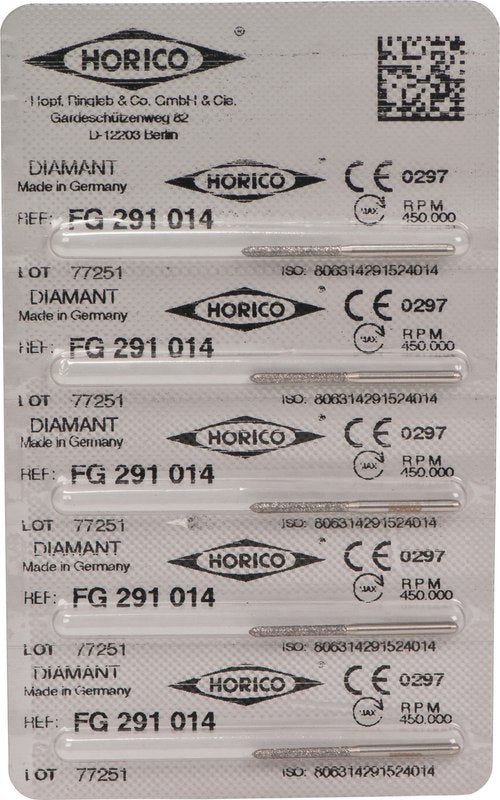 HORICO ®
Hopf, Ringleb & Co. GmbH & Cie.
Gardeschützenweg 82
D-12203 Berlin
DIAMANT HORICO ® CE 0297
Made in Germany
MAX RPM
REF: FG 291 014 450.000
LOT 77251 ISO: 806314291524014
DIAMANT HORICO ® CE 0297
Made in Germany
MAX RPM
REF: FG 291 014 450.000
LOT 77251 ISO: 806314291524014
DIAMANT HORICO ® CE 0297
Made in Germany
MAX RPM
REF: FG 291 014 450.000
LOT 77251 ISO: 806314291524014
DIAMANT HORICO ® CE 0297
Made in Germany
MAX RPM
REF: FG 291 014 450.000
LOT 77251 ISO: 806314291524014
DIAMANT HORICO ® CE 0297
Made in Germany
MAX RPM
REF: FG 291 014 450.000
LOT 77251 ISO: 806314291524014